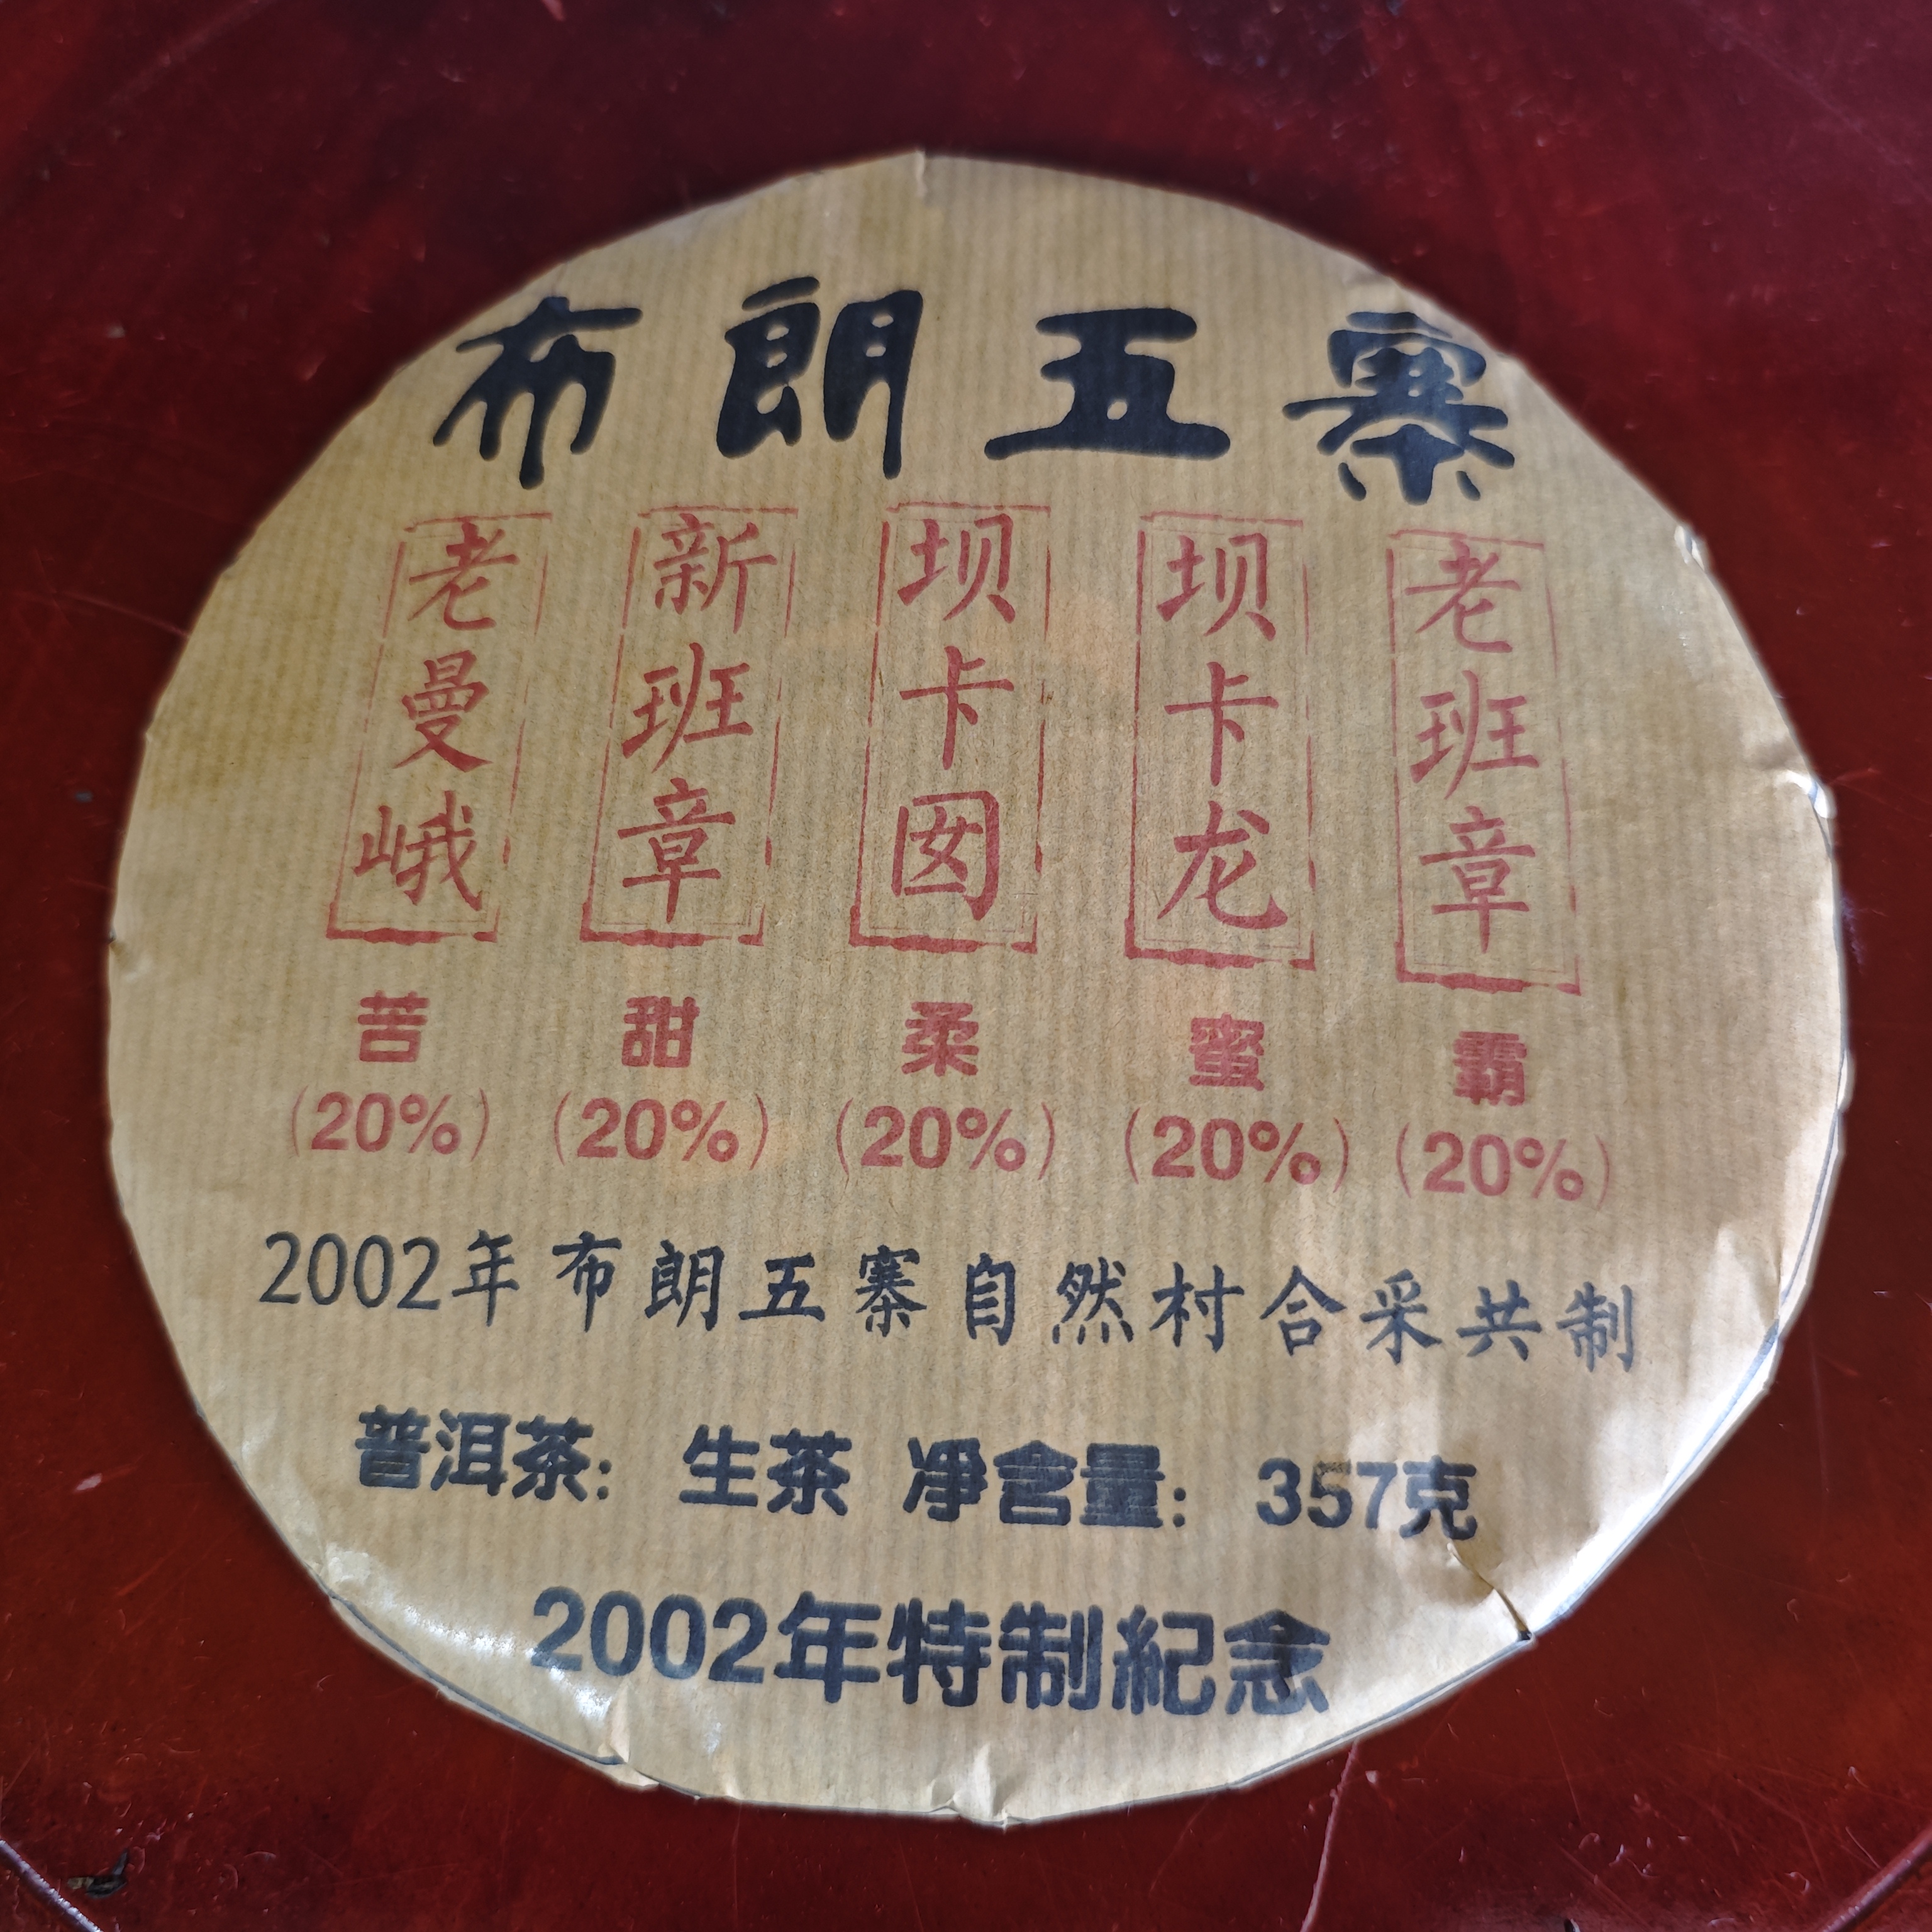 布朗五寨
老曼峨 新班章 坝卡囡 坝卡龙 老班章
苦 甜 柔 蜜 霸
(20%) (20%) (20%) (20%) (20%)
2002年布朗五寨自然村合采共制
普洱茶: 生茶 净含量: 357克
2002年特制紀念